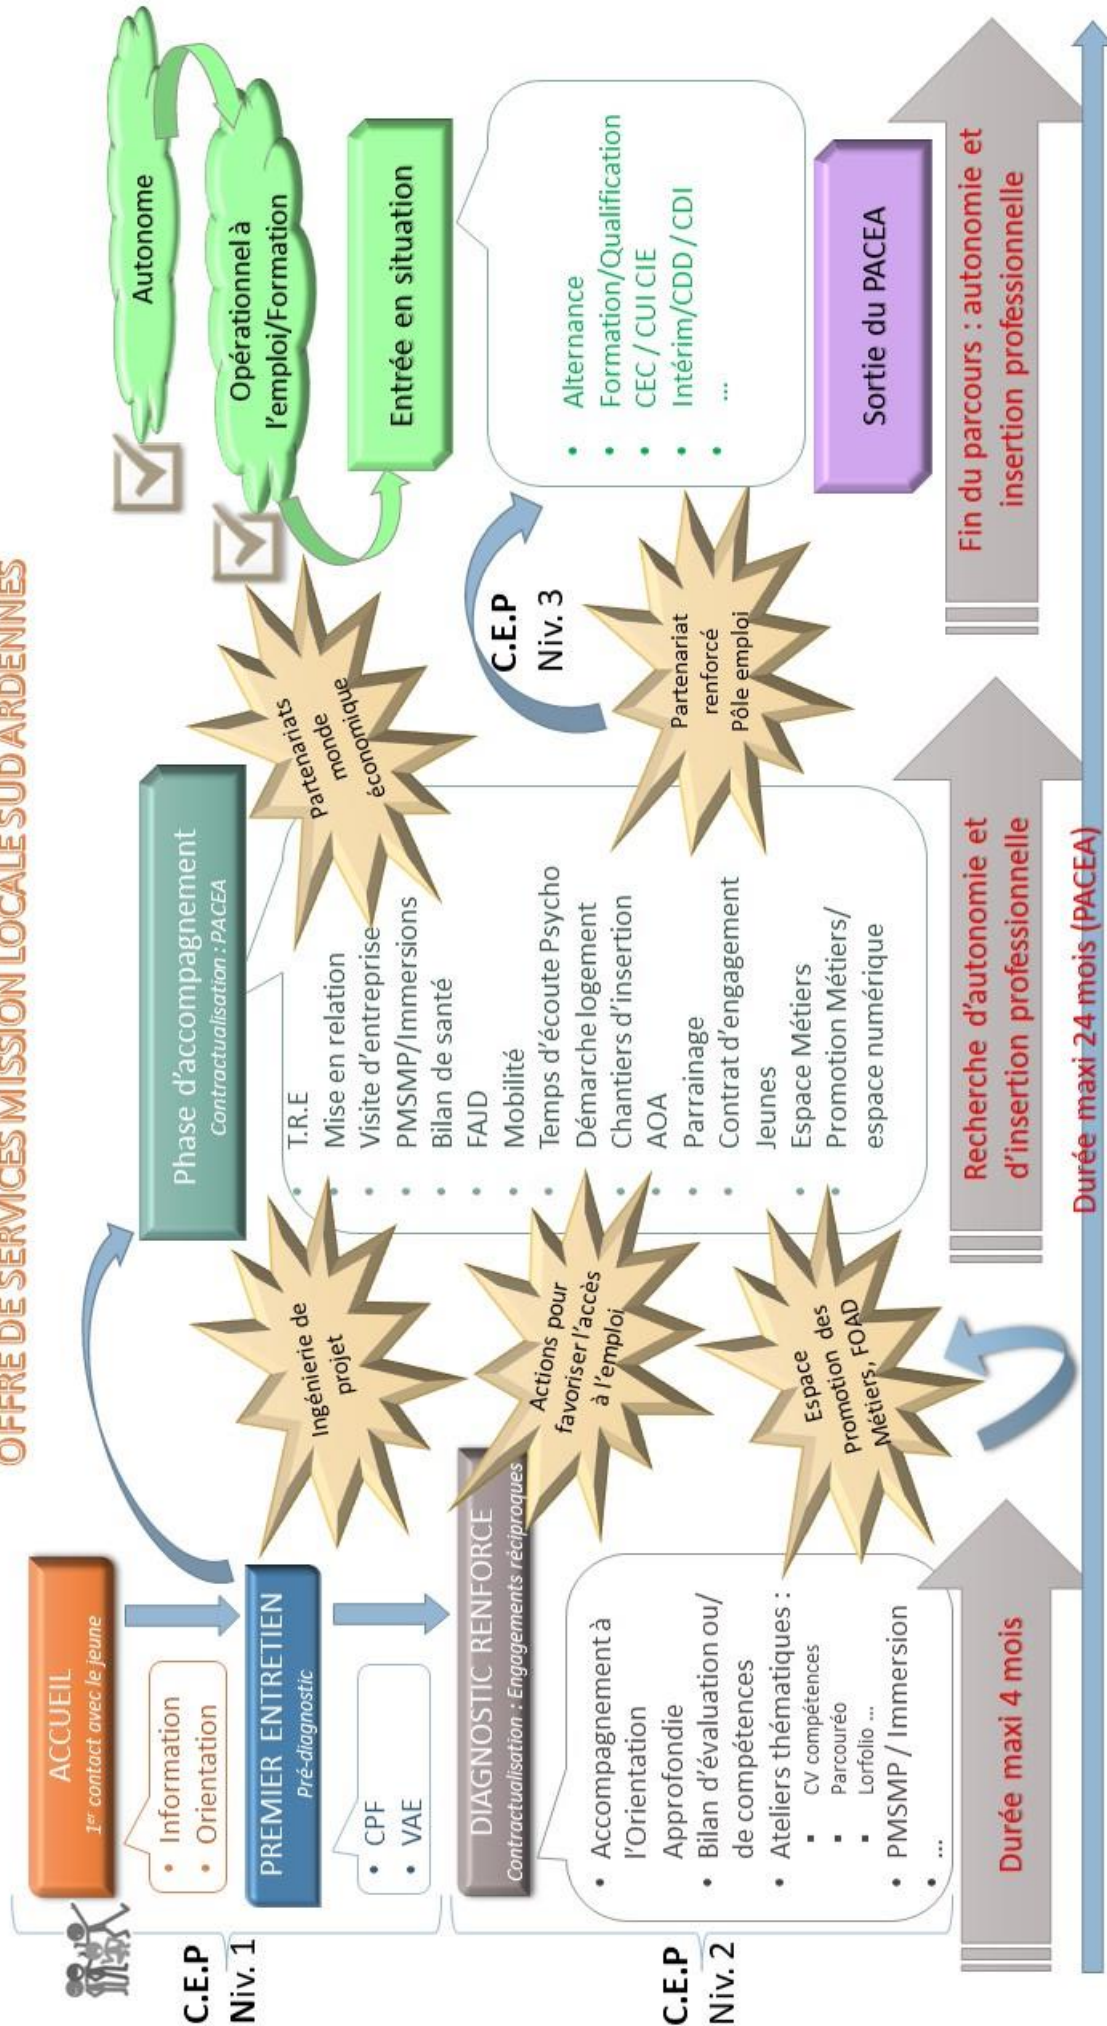 OFFRE DE SERVICES MISSION LOCALE SUD ARDENNES
C.E.P
Niv. 1
ACCUEIL
1er contact avec le jeune
• Information
• Orientation
PREMIER ENTRETIEN
Pré-diagnostic
• CPF
• VAE
C.E.P
Niv. 2
DIAGNOSTIC RENFORCE
Contractualisation : Engagements réciproques
• Accompagnement à
l'Orientation
Approfondie
• Bilan d'évaluation ou/
de compétences
• Ateliers thématiques :
▪ CV compétences
▪ Parcouréo
▪ Lorfolio ...
• PMSMP / Immersion
• ...
Ingénierie de
projet
Actions pour
favoriser l'accès
à l'emploi
Espace
Promotion des
Métiers, FOAD
Phase d'accompagnement
Contractualisation : PACEA
• T.R.E
• Mise en relation
• Visite d'entreprise
• PMSMP/Immersions
• Bilan de santé
• FAJD
• Mobilité
• Temps d'écoute Psycho
Démarche logement
• Chantiers d'insertion
• AOA
• Parrainage
• Contrat d'engagement
Jeunes
• Espace Métiers
• Promotion Métiers/
espace numérique
Partenariats
monde
économique
C.E.P
Niv. 3
Partenariat
renforcé
Pôle emploi
Autonome
Opérationnel à
l'emploi/Formation
Entrée en situation
• Alternance
• Formation/Qualification
• CEC / CUI CIE
• Intérim/CDD / CDI
• ...
Sortie du PACEA
Durée maxi 4 mois
Recherche d'autonomie et
d'insertion professionnelle
Fin du parcours : autonomie et
insertion professionnelle
Durée maxi 24 mois (PACEA)